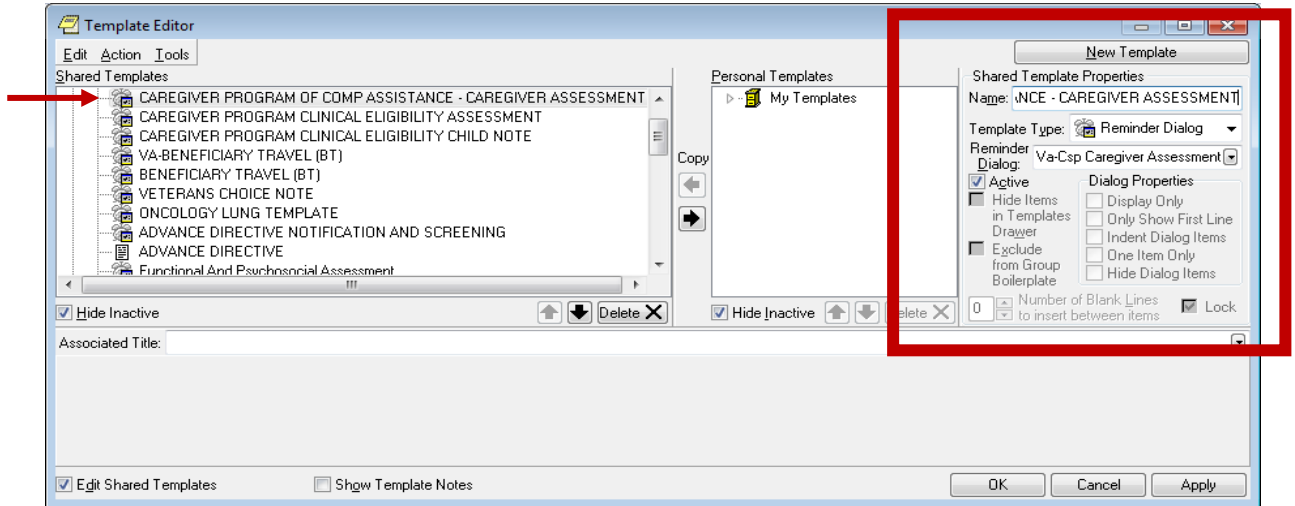 Template Editor
Edit Action Tools
New Template
Shared Templates
CAREGIVER PROGRAM OF COMP ASSISTANCE - CAREGIVER ASSESSMENT
CAREGIVER PROGRAM CLINICAL ELIGIBILITY ASSESSMENT
CAREGIVER PROGRAM CLINICAL ELIGIBILITY CHILD NOTE
VA-BENEFICIARY TRAVEL (BT)
BENEFICIARY TRAVEL (BT)
VETERANS CHOICE NOTE
ONCOLOGY LUNG TEMPLATE
ADVANCE DIRECTIVE NOTIFICATION AND SCREENING
ADVANCE DIRECTIVE
Functional And Psychosocial Assessment
Hide Inactive
Delete
Copy
Personal Templates
My Templates
Hide Inactive
elete
Shared Template Properties
Name: NCE - CAREGIVER ASSESSMENT
Template Type: Reminder Dialog
Reminder
Dialog: Va-Csp Caregiver Assessment
Active
Hide Items
in Templates
Drawer
Exclude
from Group
Boilerplate
Dialog Properties
Display Only
Only Show First Line
Indent Dialog Items
One Item Only
Hide Dialog Items
0 Number of Blank Lines
to insert between items
Lock
Associated Title:
Edit Shared Templates
Show Template Notes
OK Cancel Apply